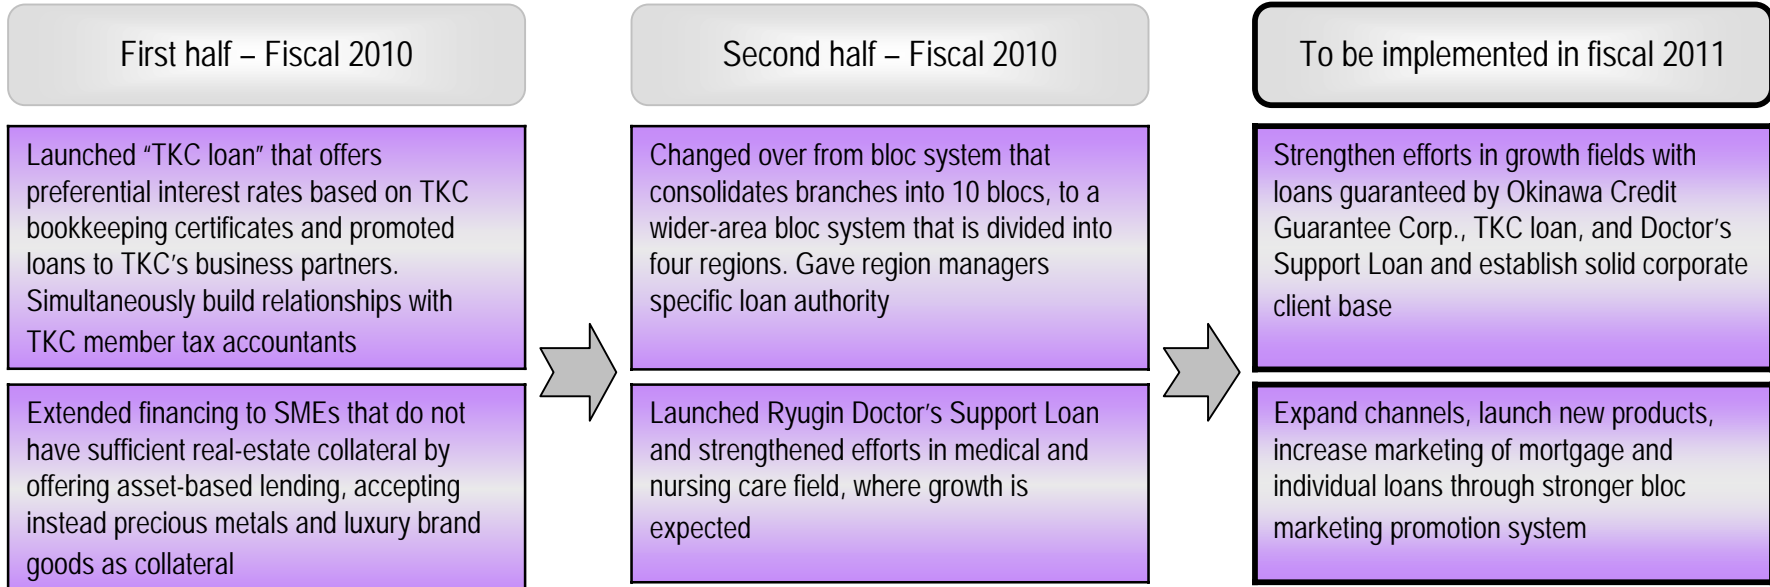 First half – Fiscal 2010
Second half – Fiscal 2010
To be implemented in fiscal 2011
Launched “TKC loan” that offers
preferential interest rates based on TKC
bookkeeping certificates and promoted
loans to TKC’s business partners.
Simultaneously build relationships with
TKC member tax accountants
Changed over from bloc system that
consolidates branches into 10 blocs, to a
wider-area bloc system that is divided into
four regions. Gave region managers
specific loan authority
Strengthen efforts in growth fields with
loans guaranteed by Okinawa Credit
Guarantee Corp., TKC loan, and Doctor’s
Support Loan and establish solid corporate
client base
Extended financing to SMEs that do not
have sufficient real-estate collateral by
offering asset-based lending, accepting
instead precious metals and luxury brand
goods as collateral
Launched Ryugin Doctor’s Support Loan
and strengthened efforts in medical and
nursing care field, where growth is
expected
Expand channels, launch new products,
increase marketing of mortgage and
individual loans through stronger bloc
marketing promotion system